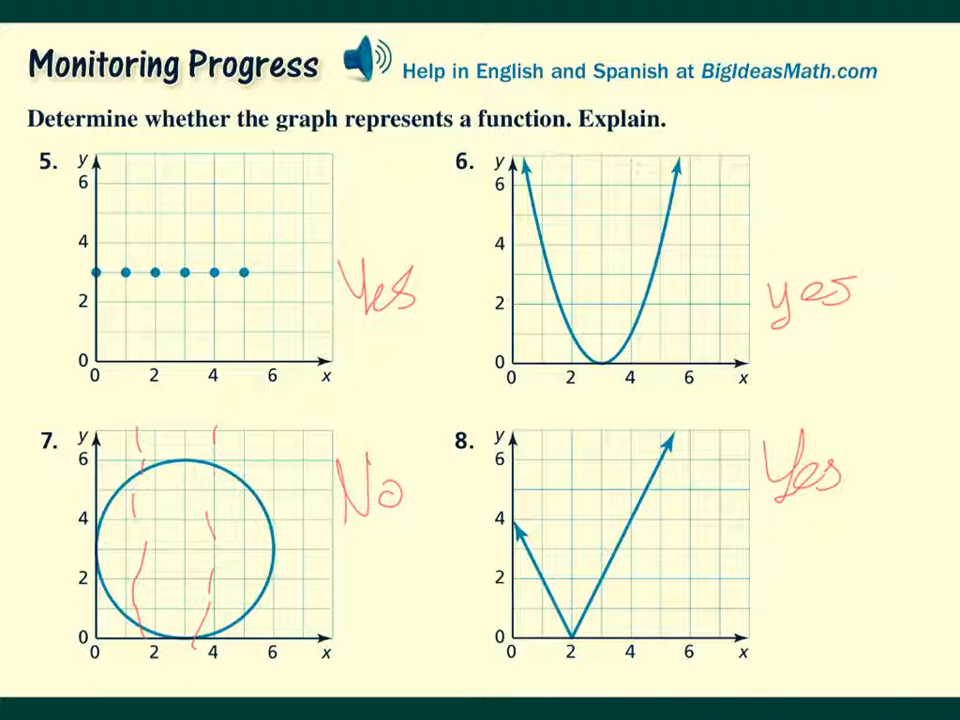 Monitoring Progress
Help in English and Spanish at BigIdeasMath.com
Determine whether the graph represents a function. Explain.
5.
y
6
4
2
0
0 2 4 6 x
Yes
6.
y
6
4
2
0
0 2 4 6 x
yes
7.
y
6
4
2
0
0 2 4 6 x
No
8.
y
6
4
2
0
0 2 4 6 x
Yes